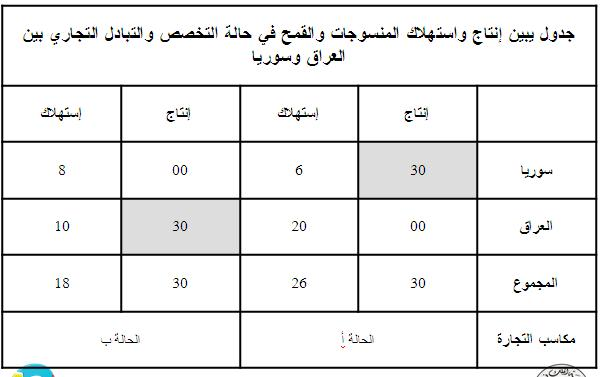 جدول يبين إنتاج واستهلاك المنسوجات والقمح في حالة التخصص والتبادل التجاري بين
العراق وسوريا
إنتاج إستهلاك إنتاج إستهلاك
سوريا 30 6 00 8
العراق 00 20 30 10
المجموع 30 26 30 18
مكاسب التجارة الحالة أ الحالة ب